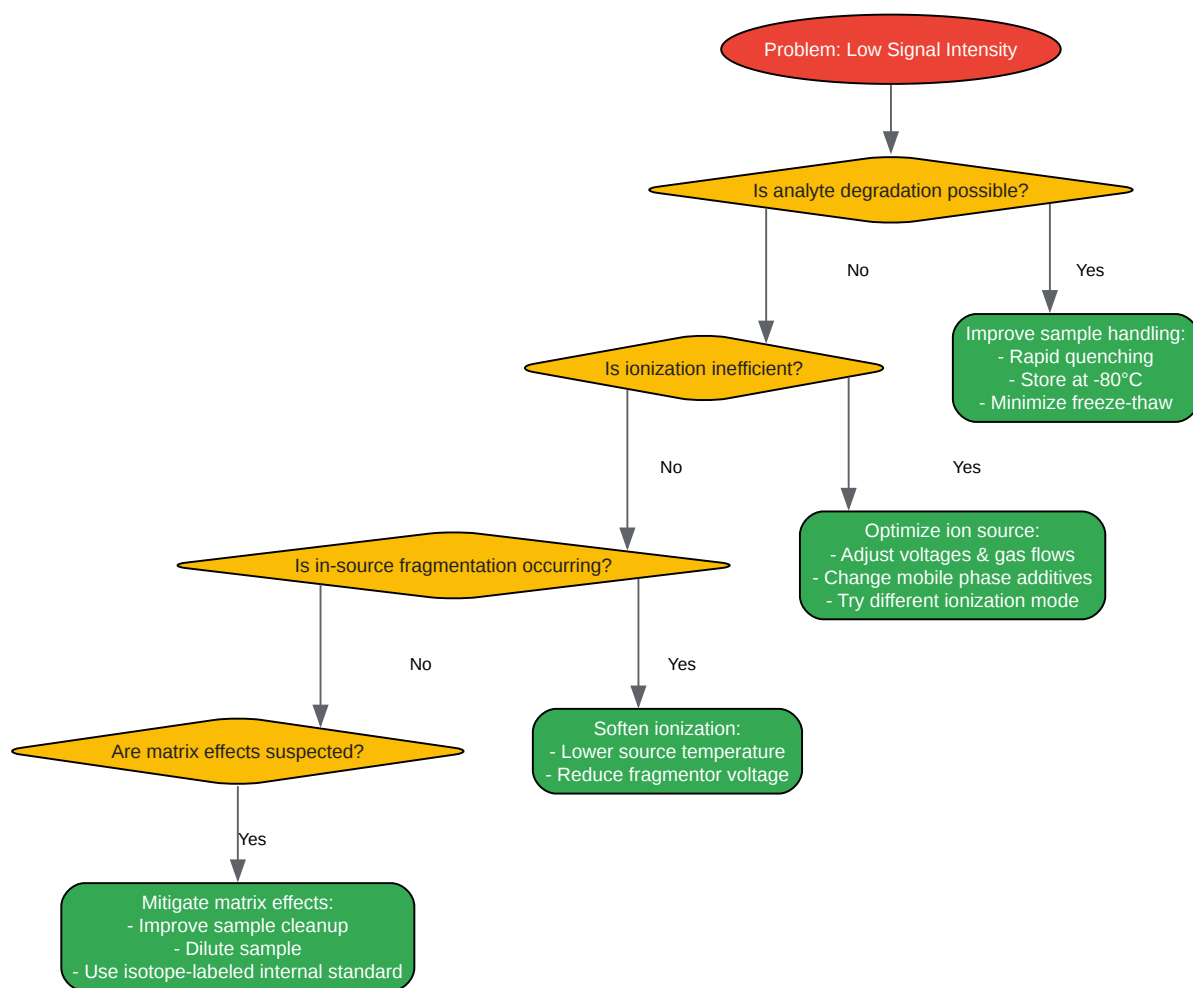 Problem: Low Signal Intensity
Is analyte degradation possible?
No
Yes
Improve sample handling:
- Rapid quenching
- Store at -80°C
- Minimize freeze-thaw
Is ionization inefficient?
No
Yes
Optimize ion source:
- Adjust voltages & gas flows
- Change mobile phase additives
- Try different ionization mode
Is in-source fragmentation occurring?
No
Yes
Soften ionization:
- Lower source temperature
- Reduce fragmentor voltage
Are matrix effects suspected?
Yes
Mitigate matrix effects:
- Improve sample cleanup
- Dilute sample
- Use isotope-labeled internal standard